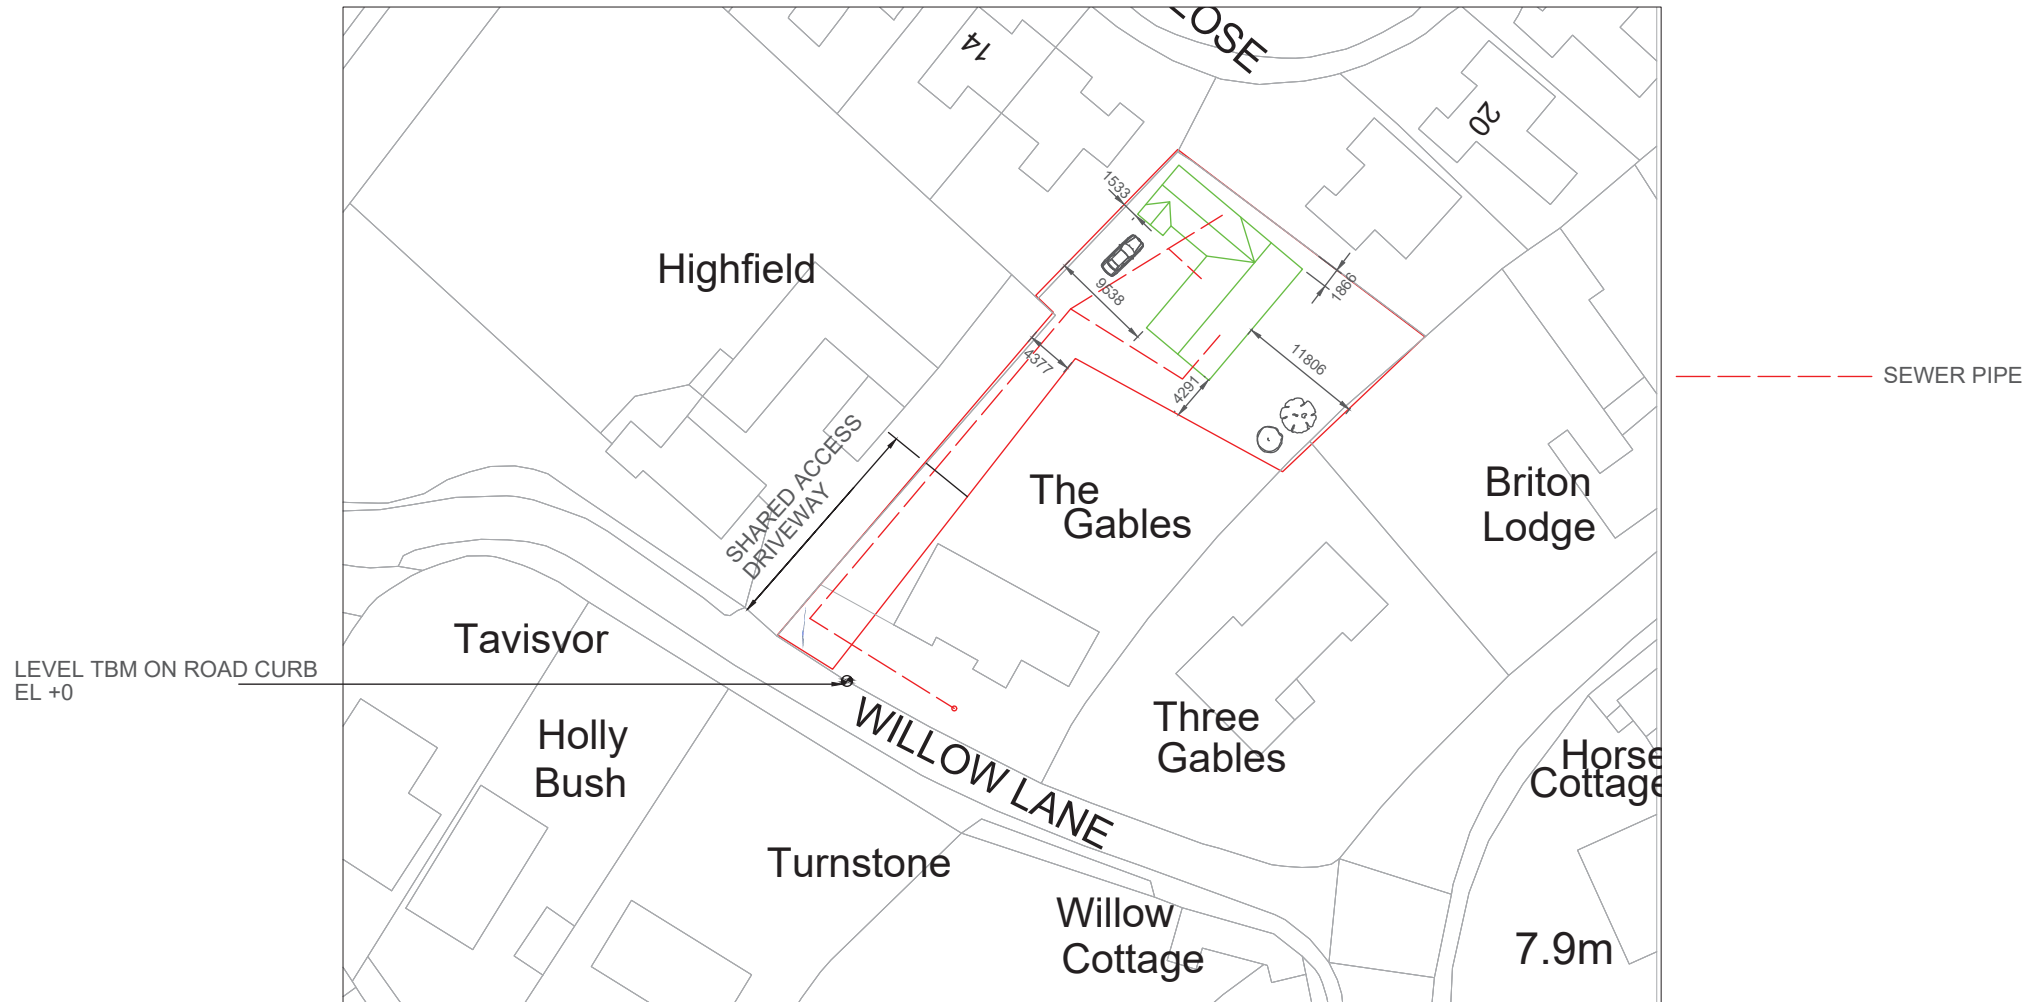 LOSE
14
20
1533
Highfield
1866
9538
4377
11806
4291
SEWER PIPE
SHARED ACCESS
DRIVEWAY
The
Gables
Briton
Lodge
Tavisvor
LEVEL TBM ON ROAD CURB
EL +0
WILLOW LANE
Three
Gables
Holly
Bush
Horse
Cottage
Turnstone
Willow
Cottage
7.9m